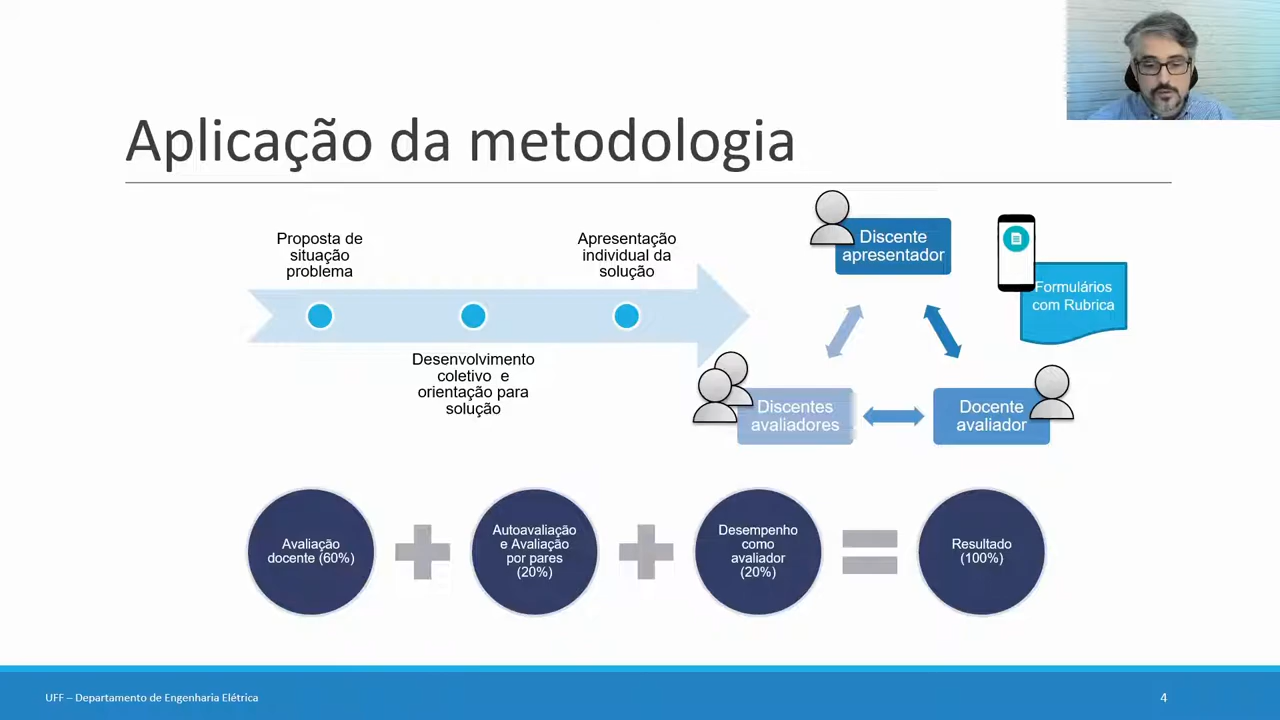 Aplicação da metodologia
Proposta de
situação
problema
Desenvolvimento
coletivo e
orientação para
solução
Apresentação
individual da
solução
Discente
apresentador
Formulários
com Rubrica
Discentes
avaliadores
Docente
avaliador
Avaliação
docente (60%)
Autoavaliação
e Avaliação
por pares
(20%)
Desempenho
como
avaliador
(20%)
Resultado
(100%)
UFF – Departamento de Engenharia Elétrica
4